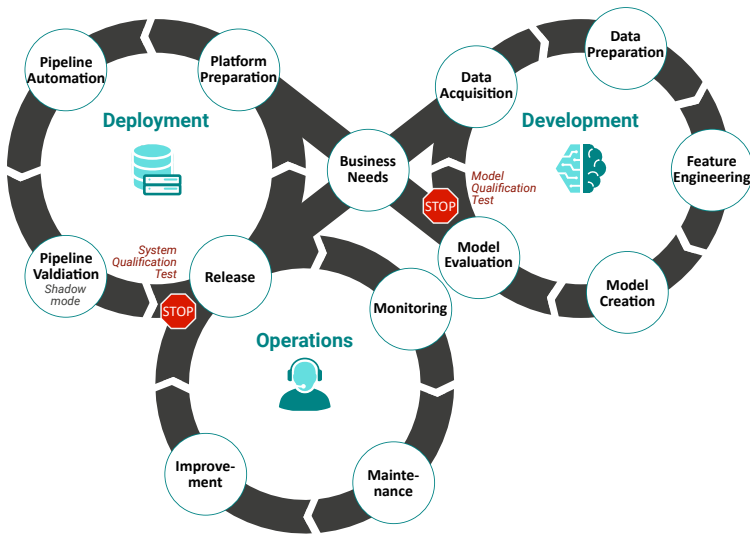 Pipeline
Automation
Platform
Preparation
Deployment
Pipeline
Valdiation
Shadow
mode
System
Qualification
Test
STOP
Release
Business
Needs
Data
Acquisition
Data
Preparation
Development
Feature
Engineering
Model
Creation
Model
Evaluation
Model
Qualification
Test
STOP
Operations
Monitoring
Mainte-
nance
Improve-
ment